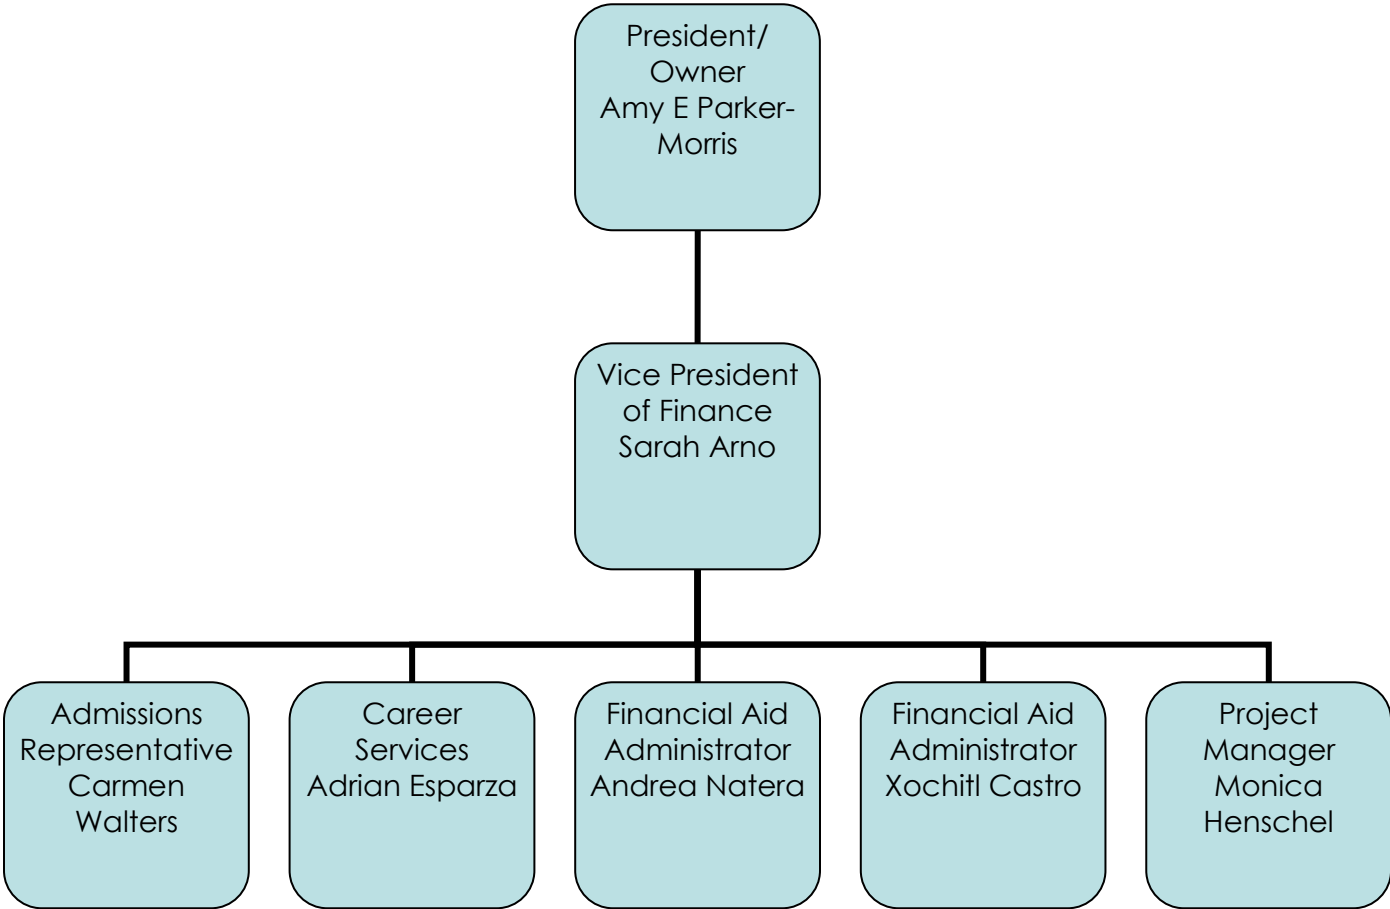 President/
Owner
Amy E Parker-
Morris
Vice President
of Finance
Sarah Arno
Admissions
Representative
Carmen
Walters
Career
Services
Adrian Esparza
Financial Aid
Administrator
Andrea Natera
Financial Aid
Administrator
Xochitl Castro
Project
Manager
Monica
Henschel